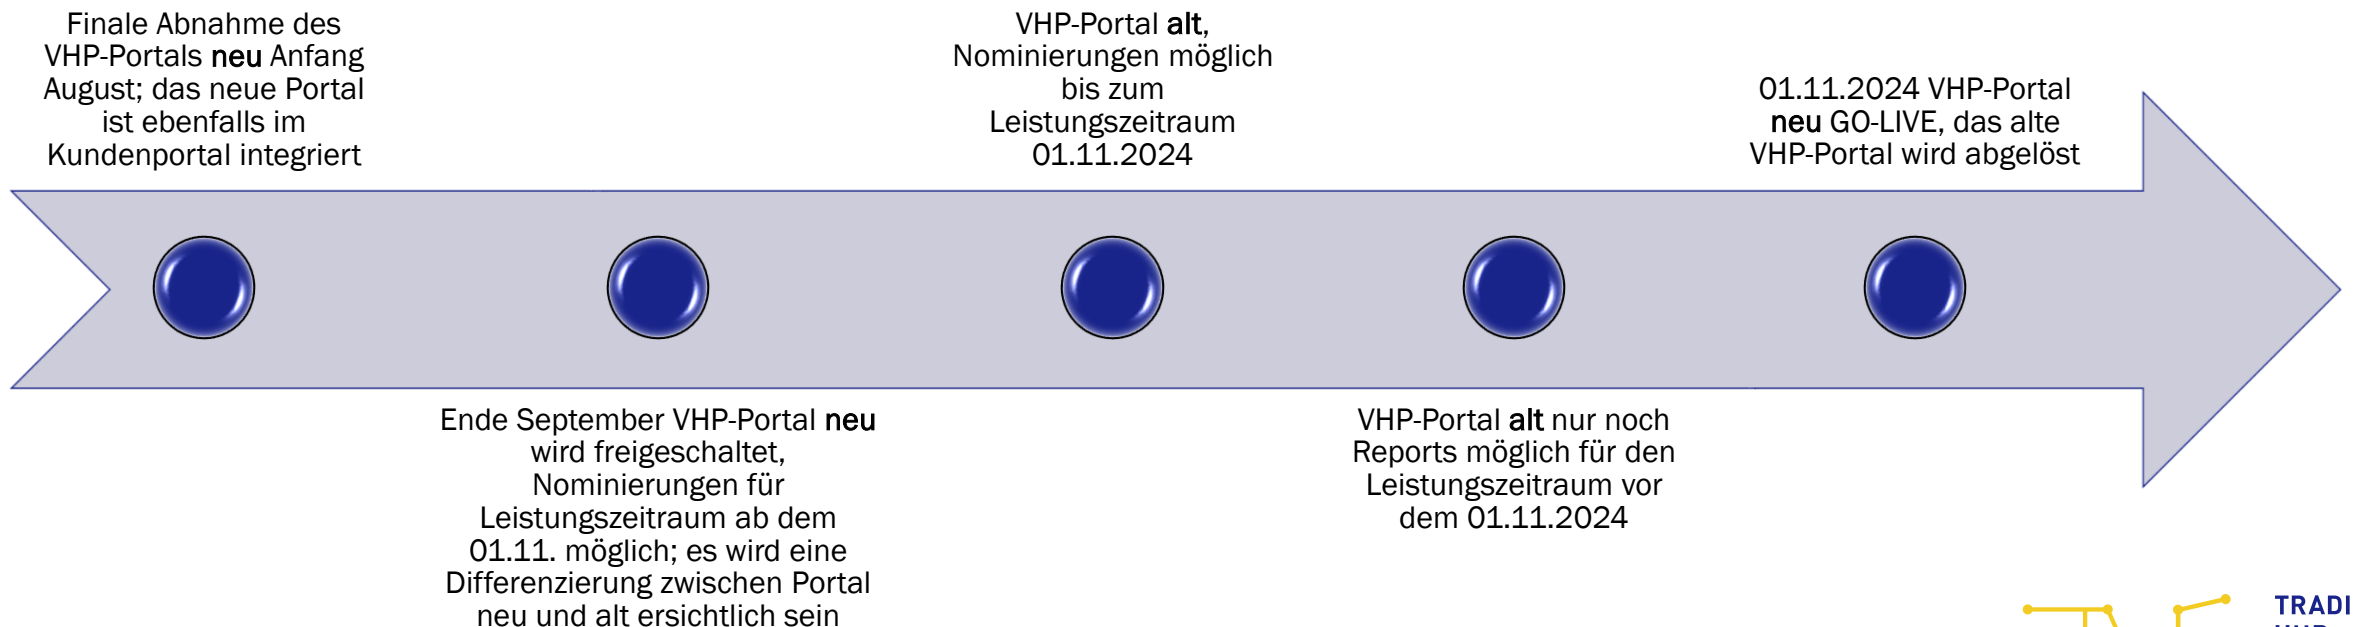 Finale Abnahme des
VHP-Portals neu Anfang
August; das neue Portal
ist ebenfalls im
Kundenportal integriert
Ende September VHP-Portal neu
wird freigeschaltet,
Nominierungen für
Leistungszeitraum ab dem
01.11. möglich; es wird eine
Differenzierung zwischen Portal
neu und alt ersichtlich sein
VHP-Portal alt,
Nominierungen möglich
bis zum
Leistungszeitraum
01.11.2024
VHP-Portal alt nur noch
Reports möglich für den
Leistungszeitraum vor
dem 01.11.2024
01.11.2024 VHP-Portal
neu GO-LIVE, das alte
VHP-Portal wird abgelöst
TRADI